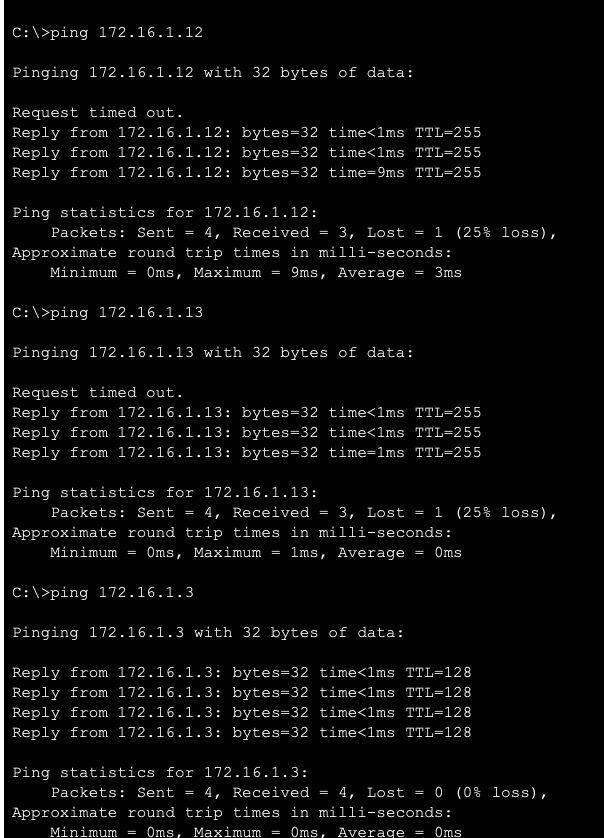 C:\>ping 172.16.1.12
Pinging 172.16.1.12 with 32 bytes of data:
Request timed out.
Reply from 172.16.1.12: bytes=32 time<1ms TTL=255
Reply from 172.16.1.12: bytes=32 time<1ms TTL=255
Reply from 172.16.1.12: bytes=32 time=9ms TTL=255
Ping statistics for 172.16.1.12:
    Packets: Sent = 4, Received = 3, Lost = 1 (25% loss),
Approximate round trip times in milli-seconds:
    Minimum = 0ms, Maximum = 9ms, Average = 3ms
C:\>ping 172.16.1.13
Pinging 172.16.1.13 with 32 bytes of data:
Request timed out.
Reply from 172.16.1.13: bytes=32 time<1ms TTL=255
Reply from 172.16.1.13: bytes=32 time<1ms TTL=255
Reply from 172.16.1.13: bytes=32 time=1ms TTL=255
Ping statistics for 172.16.1.13:
    Packets: Sent = 4, Received = 3, Lost = 1 (25% loss),
Approximate round trip times in milli-seconds:
    Minimum = 0ms, Maximum = 1ms, Average = 0ms
C:\>ping 172.16.1.3
Pinging 172.16.1.3 with 32 bytes of data:
Reply from 172.16.1.3: bytes=32 time<1ms TTL=128
Reply from 172.16.1.3: bytes=32 time<1ms TTL=128
Reply from 172.16.1.3: bytes=32 time<1ms TTL=128
Reply from 172.16.1.3: bytes=32 time<1ms TTL=128
Ping statistics for 172.16.1.3:
    Packets: Sent = 4, Received = 4, Lost = 0 (0% loss),
Approximate round trip times in milli-seconds:
    Minimum = 0ms, Maximum = 0ms, Average = 0ms